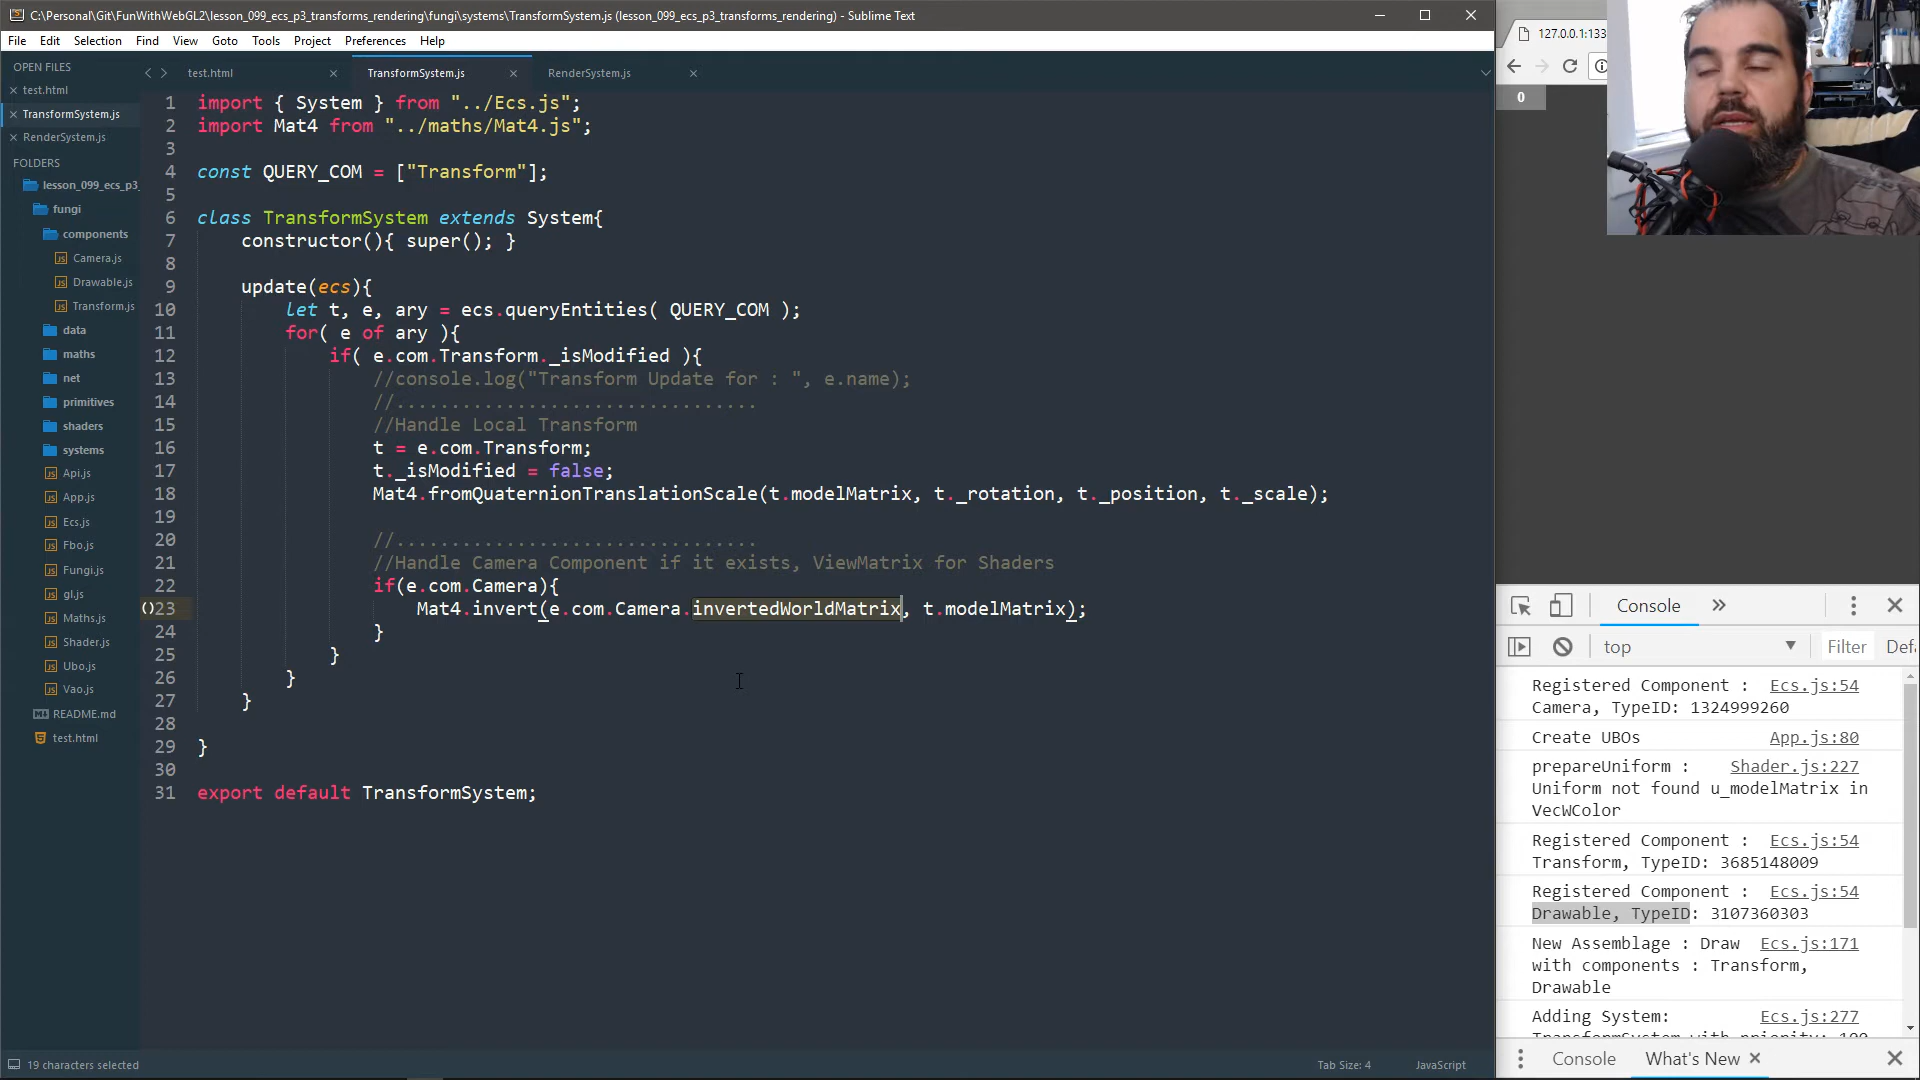 C:\Personal\Git\FunWithWebGL2\lesson_099_ecs_p3_transforms_rendering\fungi\systems\TransformSystem.js (lesson_099_ecs_p3_transforms_rendering) - Sublime Text
File Edit Selection Find View Goto Tools Project Preferences Help
OPEN FILES
test.html
TransformSystem.js
RenderSystem.js
FOLDERS
lesson_099_ecs_p3_
fungi
components
Camera.js
Drawable.js
Transform.js
data
maths
net
primitives
shaders
systems
Api.js
App.js
Ecs.js
Fbo.js
Fungi.js
gl.js
Maths.js
Shader.js
Ubo.js
Vao.js
README.md
test.html
test.html TransformSystem.js RenderSystem.js
1 import { System } from "../Ecs.js";
2 import Mat4 from "../maths/Mat4.js";
3
4 const QUERY_COM = ["Transform"];
5
6 class TransformSystem extends System{
7 constructor(){ super(); }
8
9 update(ecs){
10 let t, e, ary = ecs.queryEntities( QUERY_COM );
11 for( e of ary ){
12 if( e.com.Transform._isModified ){
13 //console.log("Transform Update for : ", e.name);
14 //.................................
15 //Handle Local Transform
16 t = e.com.Transform;
17 t._isModified = false;
18 Mat4.fromQuaternionTranslationScale(t.modelMatrix, t._rotation, t._position, t._scale);
19
20 //.................................
21 //Handle Camera Component if it exists, ViewMatrix for Shaders
22 if(e.com.Camera){
23 Mat4.invert(e.com.Camera.invertedWorldMatrix, t.modelMatrix);
24 }
25 }
26 }
27 }
28
29 }
30
31 export default TransformSystem;
19 characters selected
Tab Size: 4 JavaScript
127.0.0.1:133
0
Console »
top Filter Def
Registered Component : Ecs.js:54
Camera, TypeID: 1324999260
Create UBOs App.js:80
prepareUniform : Shader.js:227
Uniform not found u_modelMatrix in
VecWColor
Registered Component : Ecs.js:54
Transform, TypeID: 3685148009
Registered Component : Ecs.js:54
Drawable, TypeID: 3107360303
New Assemblage : Draw Ecs.js:171
with components : Transform,
Drawable
Adding System: Ecs.js:277
TransformSystem with priority: 100
Console What's New